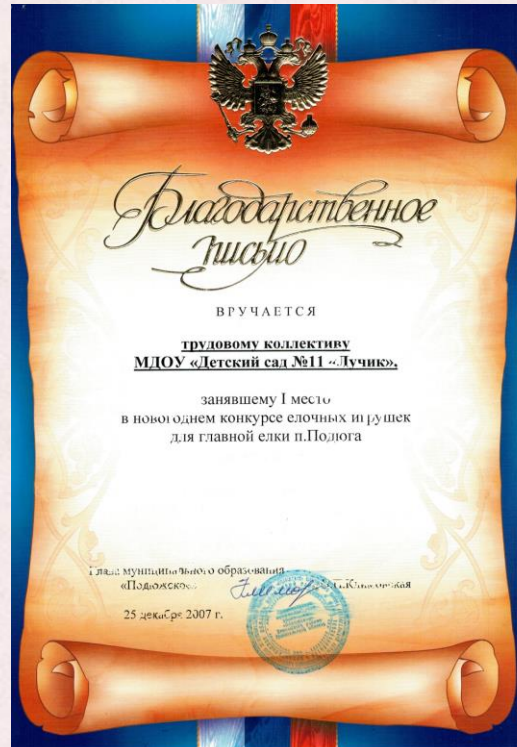 Благодарственное
письмо
ВРУЧАЕТСЯ
трудовому коллективу
МДОУ «Детский сад №11 «Лучик»,
занявшему I место
в новогоднем конкурсе елочных игрушек
для главной елки п.Подюга
Глава муниципального образования
«Подюжское»
25 декабря 2007 г.